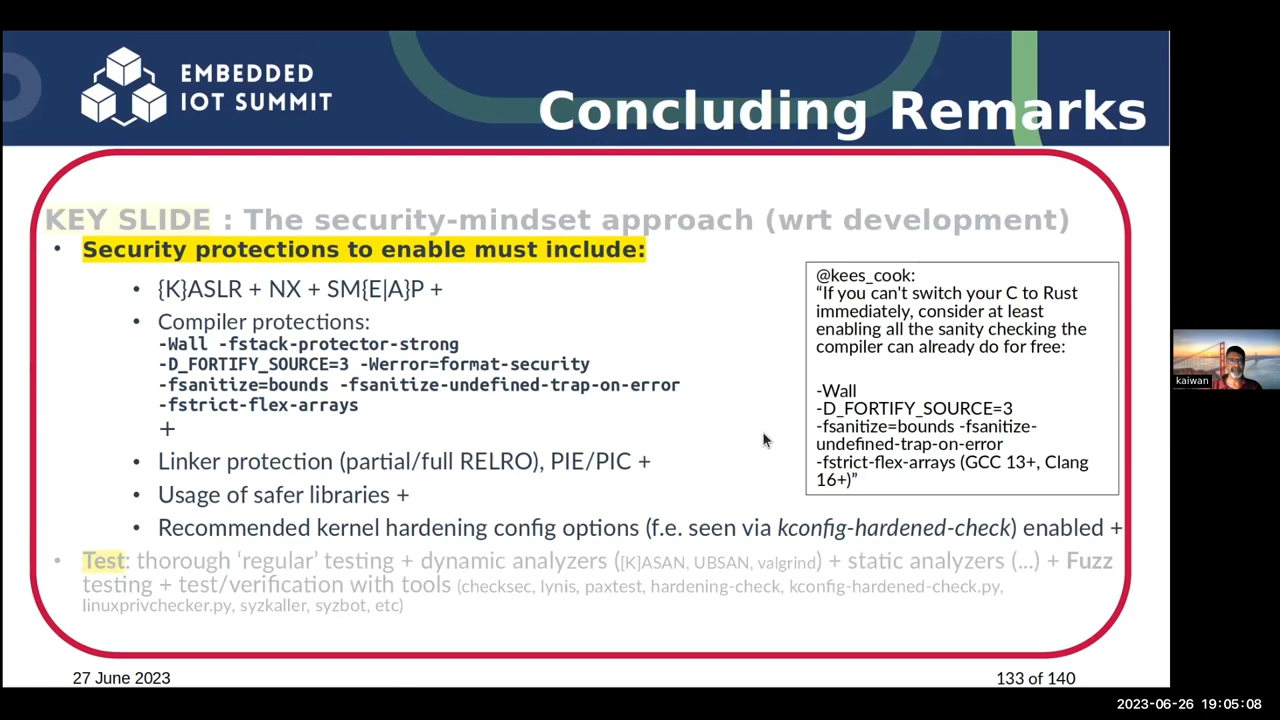 EMBEDDED
IOT SUMMIT
Concluding Remarks
KEY SLIDE : The security-mindset approach (wrt development)
• Security protections to enable must include:
• {K}ASLR + NX + SM{E|A}P +
• Compiler protections:
-Wall -fstack-protector-strong
-D_FORTIFY_SOURCE=3 -Werror=format-security
-fsanitize=bounds -fsanitize-undefined-trap-on-error
-fstrict-flex-arrays
+
• Linker protection (partial/full RELRO), PIE/PIC +
• Usage of safer libraries +
• Recommended kernel hardening config options (f.e. seen via kconfig-hardened-check) enabled +
• Test: thorough ‘regular’ testing + dynamic analyzers ([K]ASAN, UBSAN, valgrind) + static analyzers (...) + Fuzz
testing + test/verification with tools (checksec, lynis, paxtest, hardening-check, kconfig-hardened-check.py,
linuxprivchecker.py, syzkaller, syzbot, etc)
@kees_cook:
“If you can't switch your C to Rust
immediately, consider at least
enabling all the sanity checking the
compiler can already do for free:
-Wall
-D_FORTIFY_SOURCE=3
-fsanitize=bounds -fsanitize-
undefined-trap-on-error
-fstrict-flex-arrays (GCC 13+, Clang
16+)”
kaiwan
27 June 2023
133 of 140
2023-06-26 19:05:08